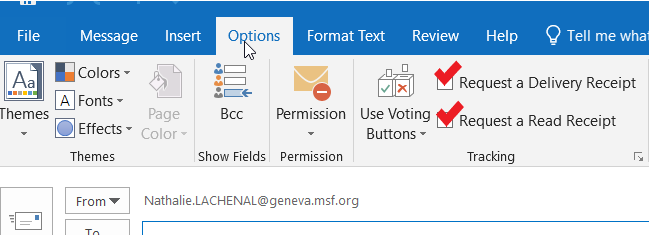 File Message Insert Options Format Text Review Help Tell me what
Aa Colors Request a Delivery Receipt
A Fonts Request a Read Receipt
Themes Effects Page Color Bcc Permission Use Voting Buttons
Themes Show Fields Permission Tracking
From Nathalie.LACHENAL@geneva.msf.org
To...